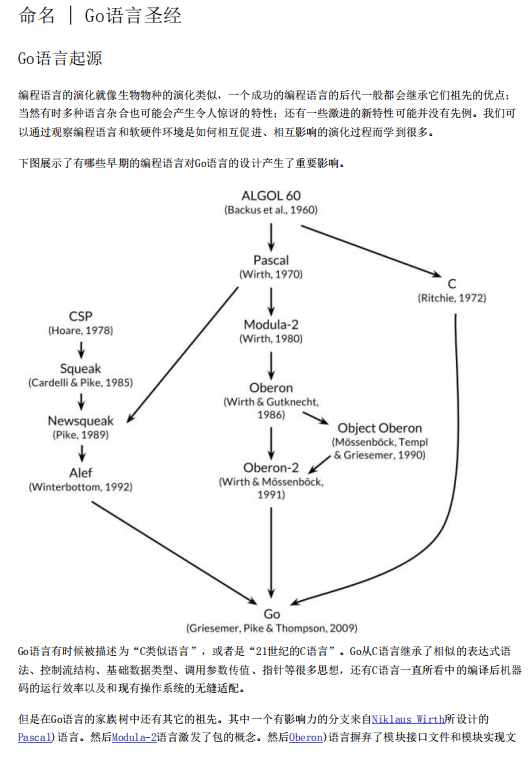 命名 | Go语言圣经
Go语言起源
编程语言的演化就像生物物种的演化类似，一个成功的编程语言的后代一般都会继承它们祖先的优点；
当然有时多种语言杂合也可能会产生令人惊讶的特性；还有一些激进的新特性可能并没有先例。我们可
以通过观察编程语言和软硬件环境是如何相互促进、相互影响的演化过程而学到很多。
下图展示了有哪些早期的编程语言对Go语言的设计产生了重要影响。
ALGOL 60
(Backus et al., 1960)
Pascal
(Wirth, 1970)
C
(Ritchie, 1972)
CSP
(Hoare, 1978)
Modula-2
(Wirth, 1980)
Squeak
(Cardelli & Pike, 1985)
Oberon
(Wirth & Gutknecht,
1986)
Newsqueak
(Pike, 1989)
Object Oberon
(Mössenböck, Templ
& Griesemer, 1990)
Alef
(Winterbottom, 1992)
Oberon-2
(Wirth & Mössenböck,
1991)
Go
(Griesemer, Pike & Thompson, 2009)
Go语言有时候被描述为“C类似语言”，或者是“21世纪的C语言”。Go从C语言继承了相似的表达式语
法、控制流结构、基础数据类型、调用参数传值、指针等很多思想，还有C语言一直所看中的编译后机器
码的运行效率以及和现有操作系统的无缝适配。
但是在Go语言的家族树中还有其它的祖先。其中一个有影响力的分支来自Niklaus Wirth所设计的
Pascal)语言。然后Modula-2语言激发了包的概念。然后Oberon)语言摒弃了模块接口文件和模块实现文